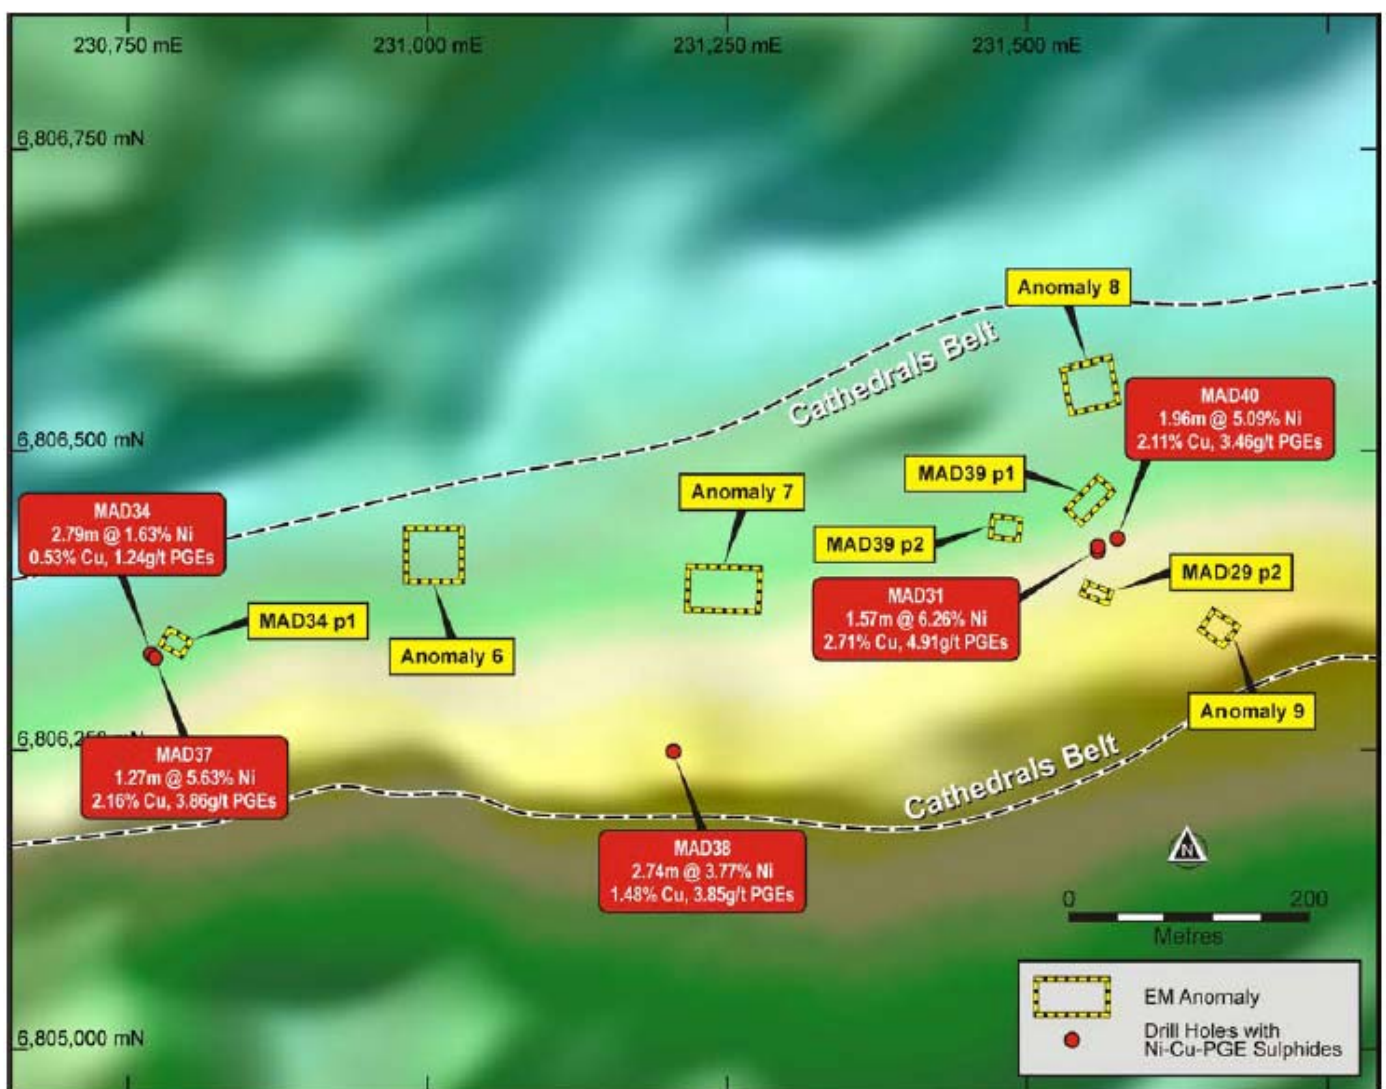 230,750 mE
231,000 mE
231,250 mE
231,500 mE
6,806,750 mN
Anomaly 8
Cathedrals Belt
MAD40
1.96m @ 5.09% Ni
2.11% Cu, 3.46g/t PGEs
6,806,500 mN
MAD39 p1
Anomaly 7
MAD34
2.79m @ 1.63% Ni
0.53% Cu, 1.24g/t PGEs
MAD39 p2
MAD29 p2
MAD31
1.57m @ 6.26% Ni
2.71% Cu, 4.91g/t PGEs
MAD34 p1
Anomaly 6
Anomaly 9
6,806,250 mN
MAD37
1.27m @ 5.63% Ni
2.16% Cu, 3.86g/t PGEs
Cathedrals Belt
MAD38
2.74m @ 3.77% Ni
1.48% Cu, 3.85g/t PGEs
N
0 200
Metres
EM Anomaly
Drill Holes with
Ni-Cu-PGE Sulphides
6,805,000 mN